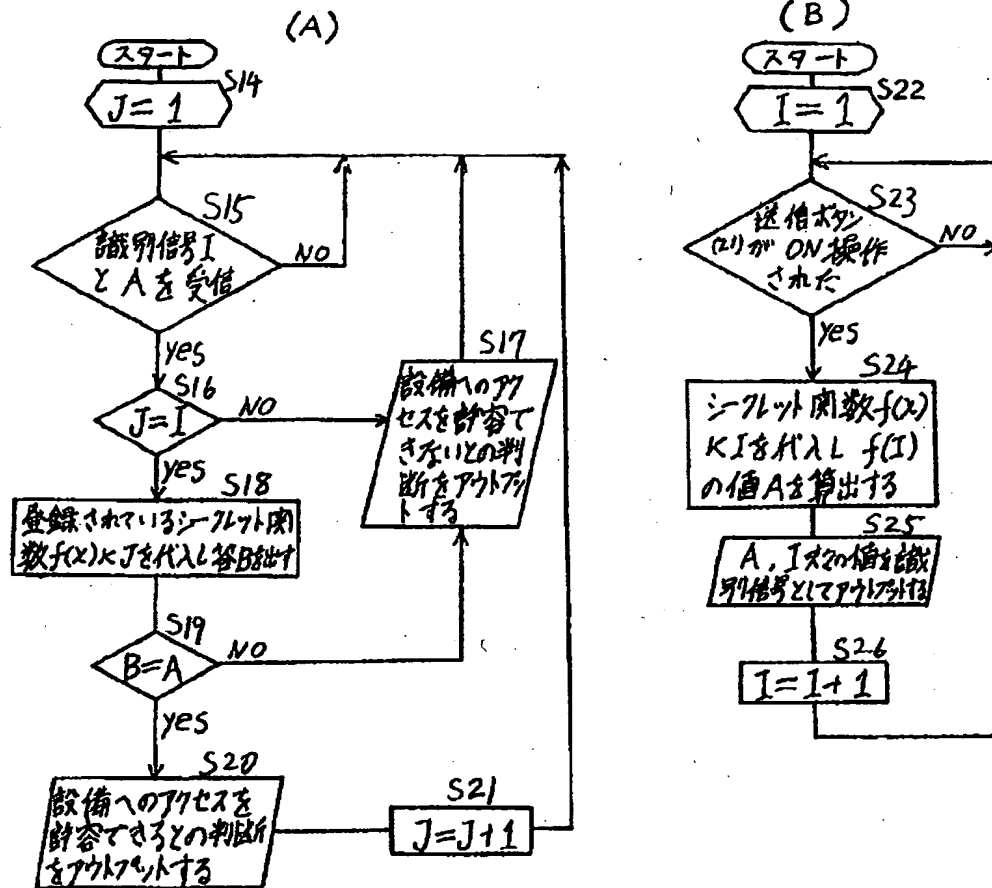 (A)
スタート
S14
J=1
S15
識別信号I
とAを受信
NO
yes
S16
J=I
NO
yes
S17
設備へのアク
セスを許容で
きないとの判
断をアウトプッ
トする
S18
登録されているシークレット関
数f(x)にJを代入し答Bを出す
S19
B=A
NO
yes
S20
設備へのアクセスを
許容できるとの判断
をアウトプットする
S21
J=J+1
(B)
スタート
S22
I=1
S23
送信ボタン
(21)がON操作
された
NO
yes
S24
シークレット関数f(x)
にIを代入し f(I)
の値Aを算出する
S25
A, I 夫々の値を識
別信号としてアウトプットする
S26
I=I+1